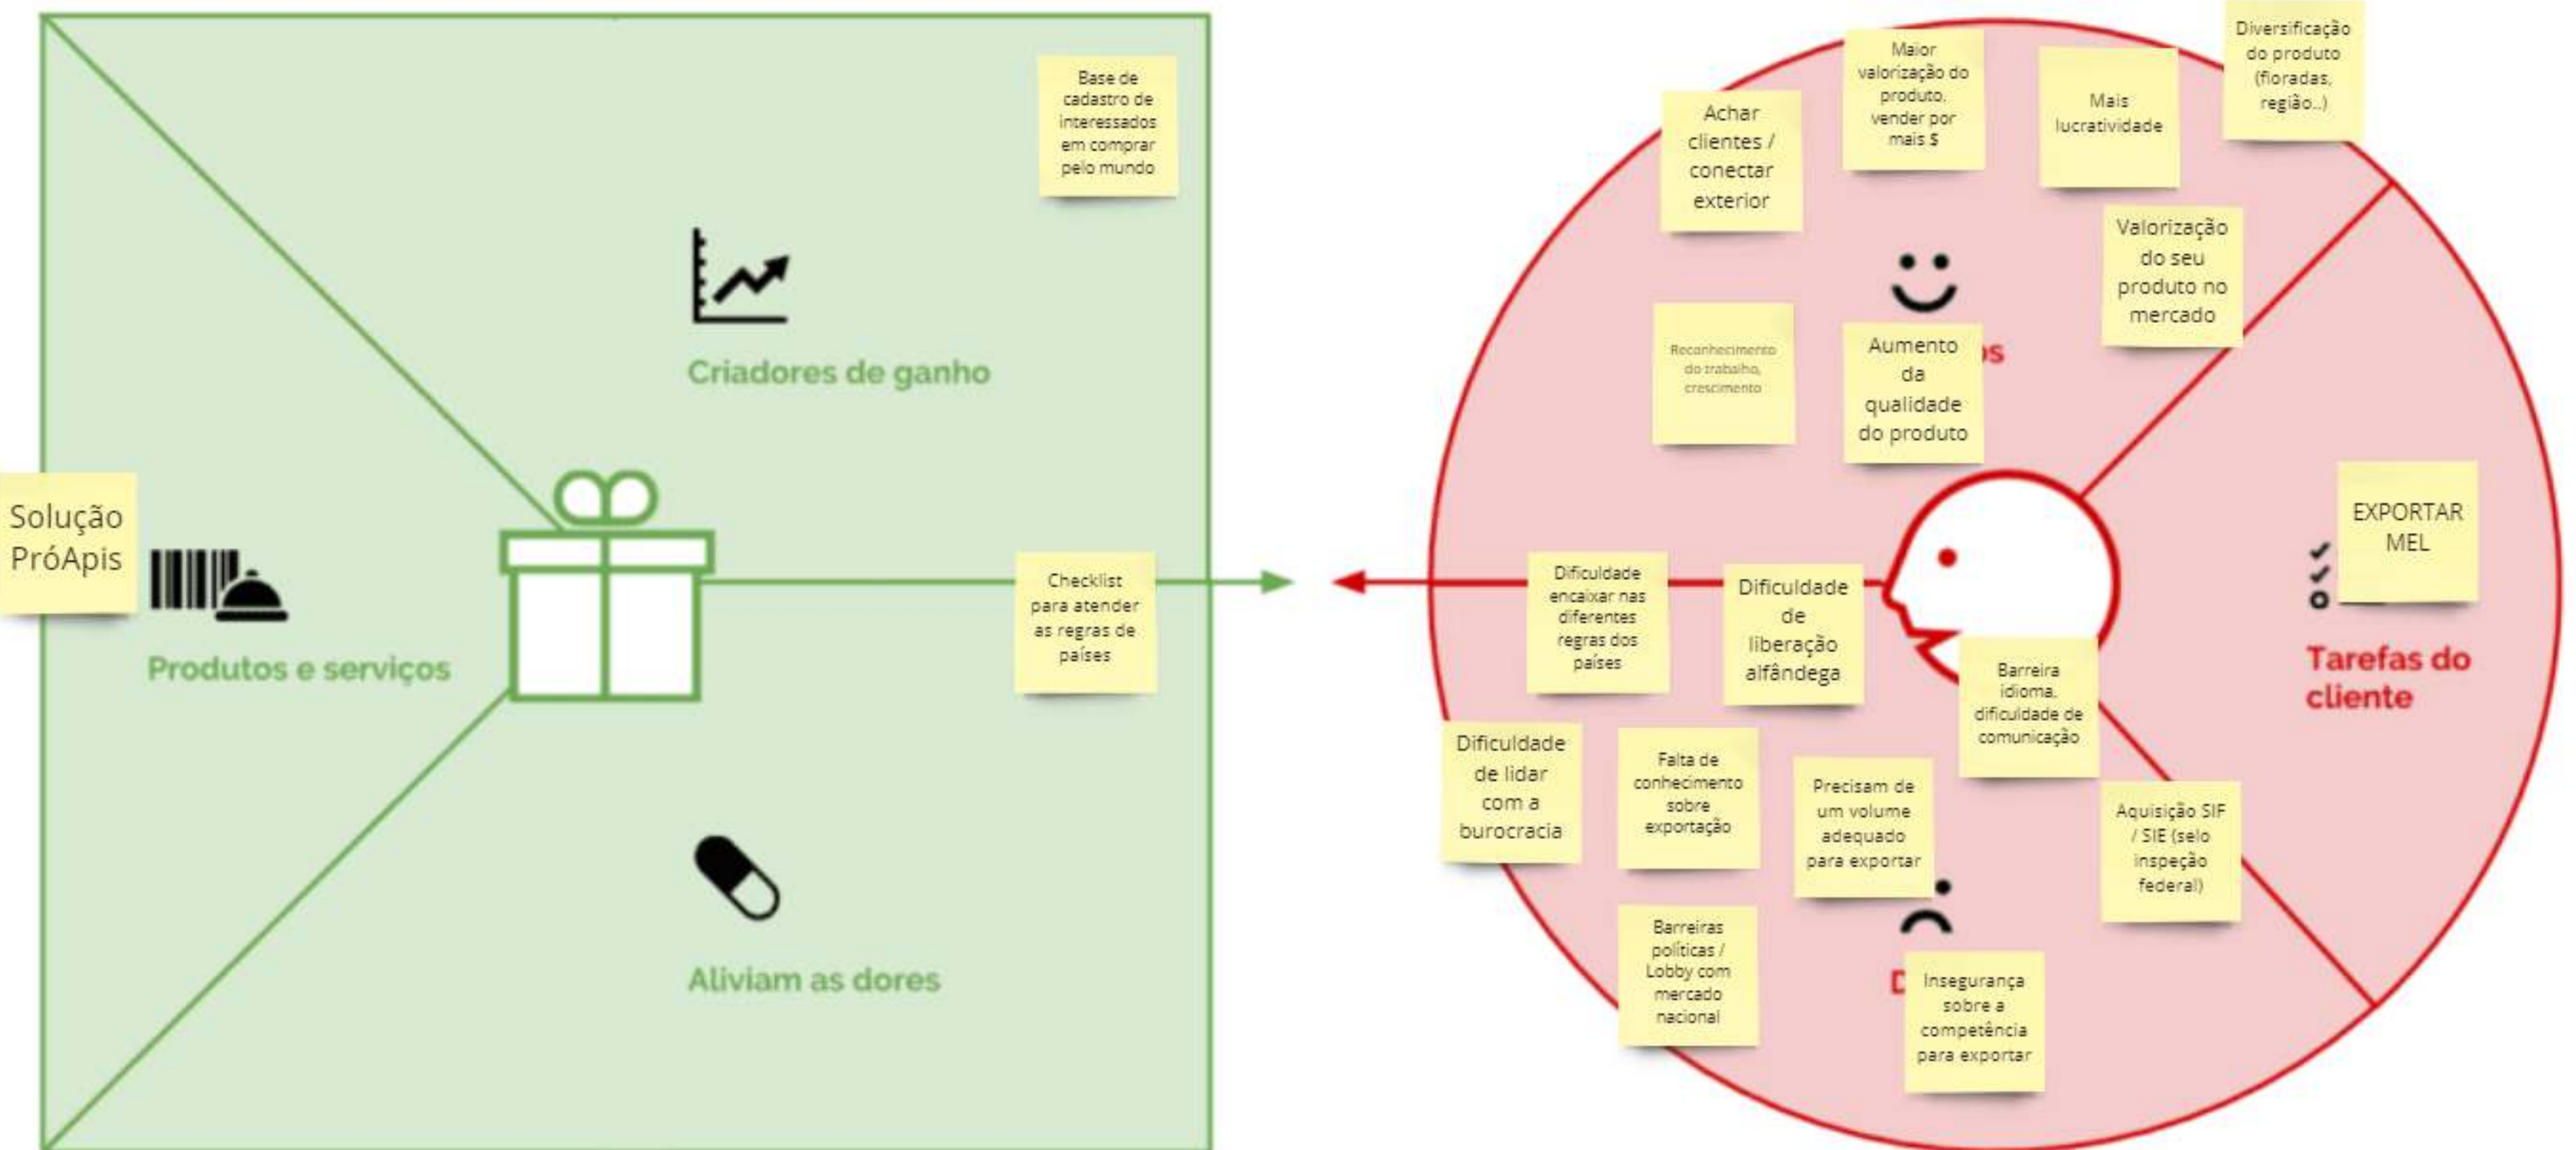 Base de
cadastro de
interessados
em comprar
pelo mundo
Criadores de ganho
Solução
PróApis
Produtos e serviços
Checklist
para atender
as regras de
países
Aliviam as dores
Achar
clientes /
conectar
exterior
Maior
valorização do
produto,
vender por
mais $
Mais
lucratividade
Diversificação
do produto
(floradas,
região..)
Valorização
do seu
produto no
mercado
Reconhecimento
do trabalho,
crescimento
Aumento
da
qualidade
do produto
os
EXPORTAR
MEL
Tarefas do
cliente
Dificuldade
encaixar nas
diferentes
regras dos
países
Dificuldade
de
liberação
alfândega
Barreira
idioma,
dificuldade de
comunicação
Dificuldade
de lidar
com a
burocracia
Falta de
conhecimento
sobre
exportação
Precisam de
um volume
adequado
para exportar
Aquisição SIF
/ SIE (selo
inspeção
federal)
Barreiras
políticas /
Lobby com
mercado
nacional
D
Insegurança
sobre a
competência
para exportar